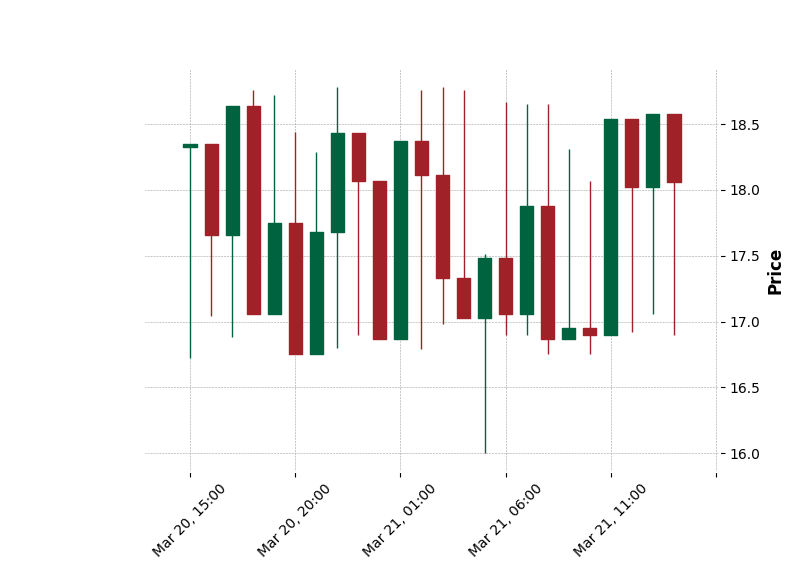 18.5
18.0
17.5
17.0
16.5
16.0
Price
Mar 20, 15:00
Mar 20, 20:00
Mar 21, 01:00
Mar 21, 06:00
Mar 21, 11:00